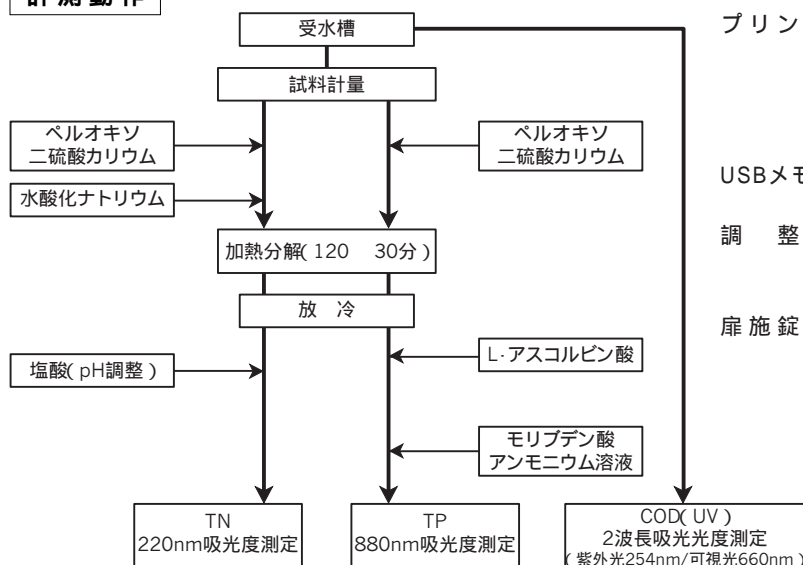 計測動作
受水槽
試料計量
ペルオキソ
二硫酸カリウム
ペルオキソ
二硫酸カリウム
水酸化ナトリウム
加熱分解(120 30分)
放 冷
塩酸(pH調整)
L-アスコルビン酸
モリブデン酸
アンモニウム溶液
TN
220nm吸光度測定
TP
880nm吸光度測定
COD(UV)
2波長吸光光度測定
(紫外光254nm/可視光660nm)
プリン
USBメモ
調 整
扉施錠